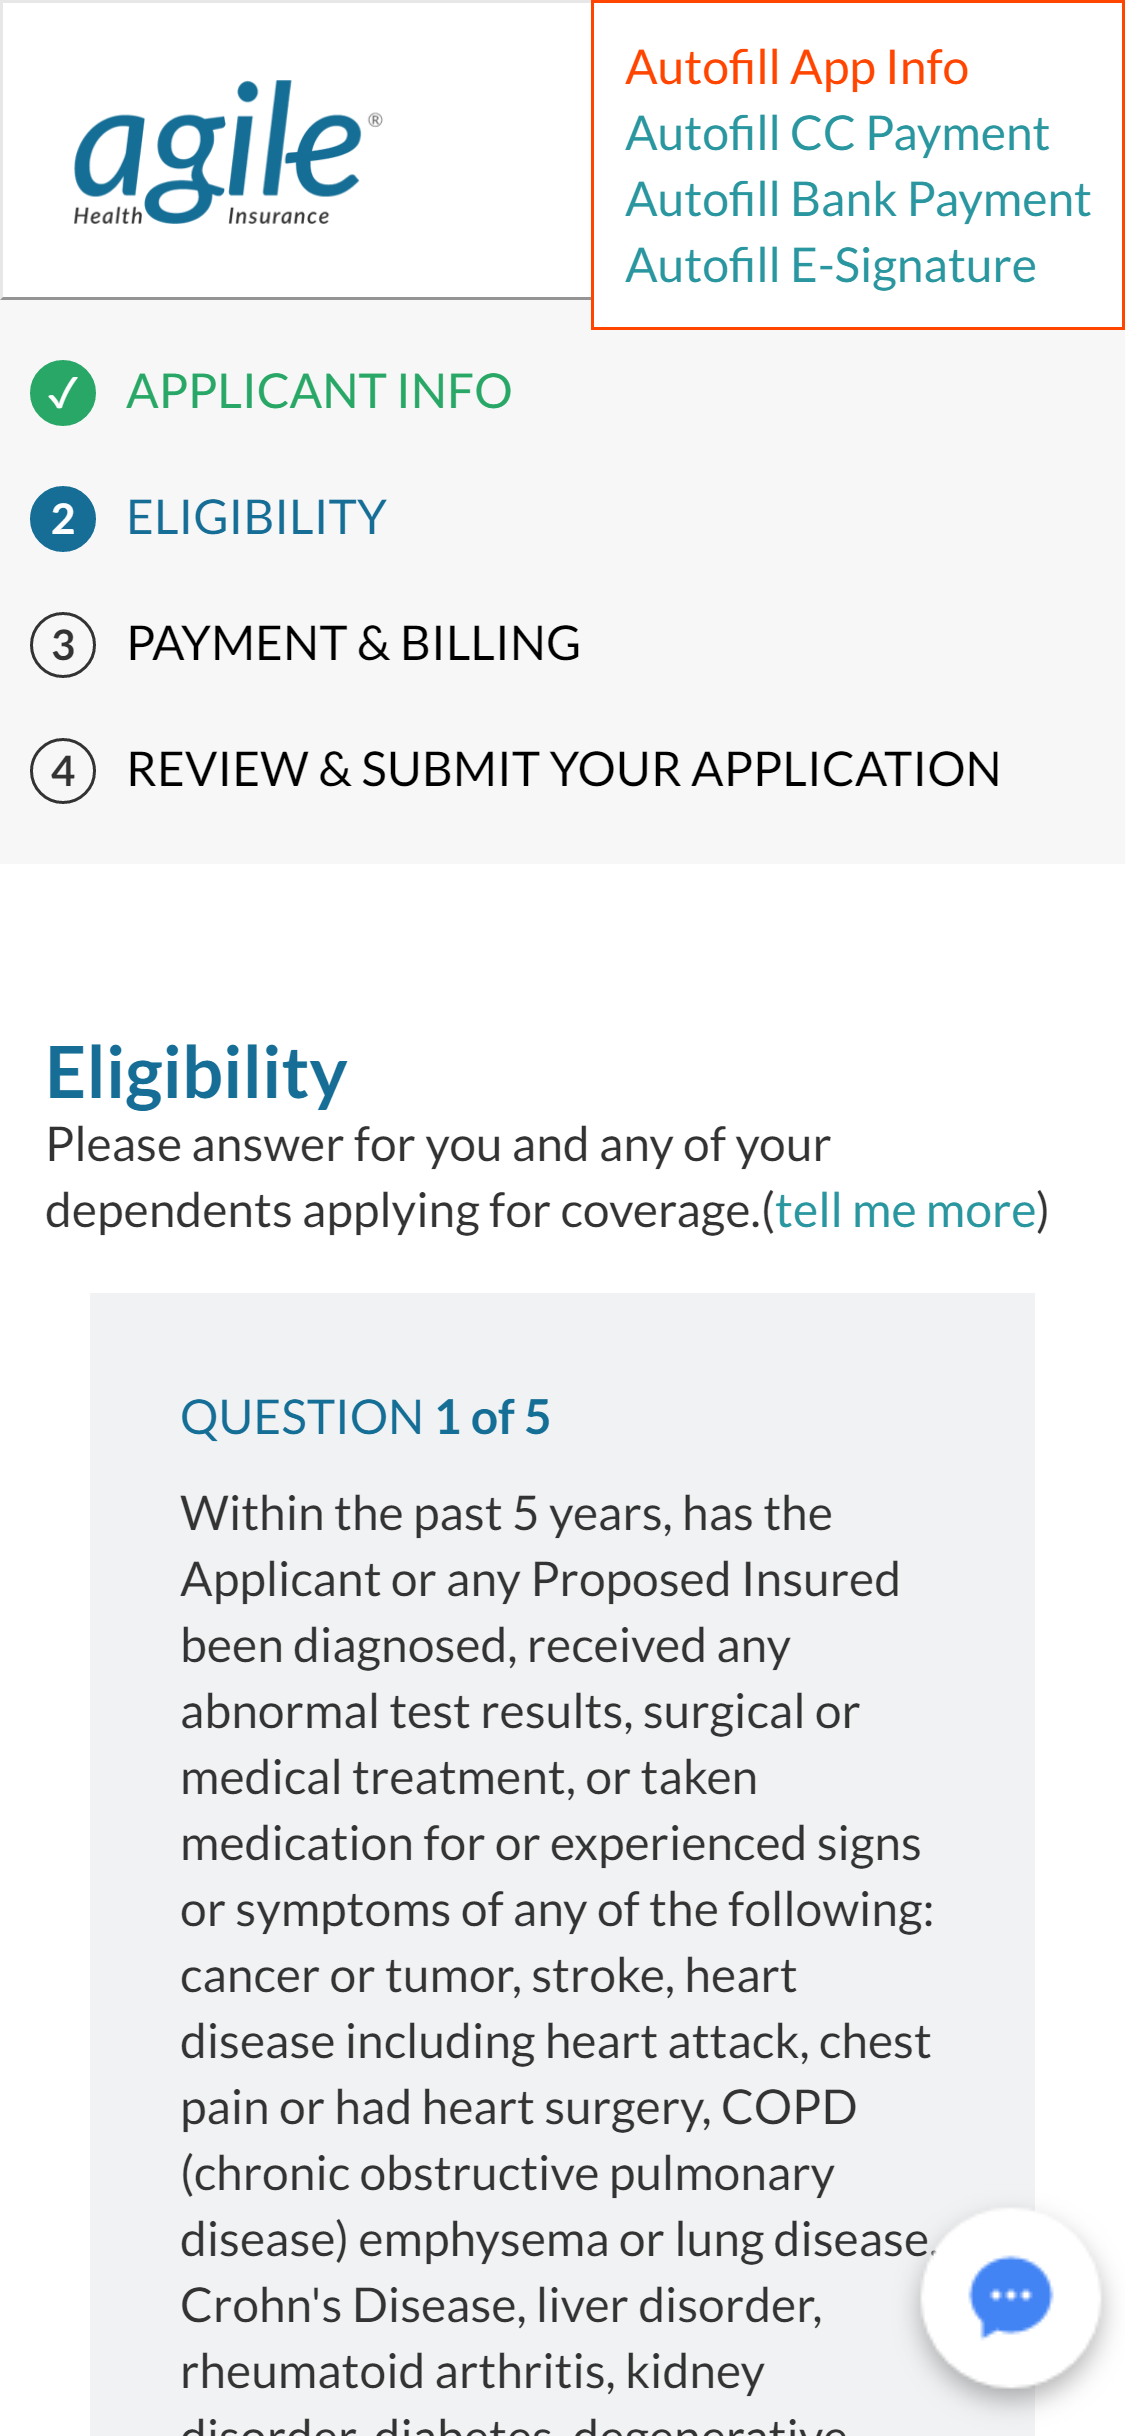 agile®
Health Insurance
Autofill App Info
Autofill CC Payment
Autofill Bank Payment
Autofill E-Signature
✓ APPLICANT INFO
2 ELIGIBILITY
3 PAYMENT & BILLING
4 REVIEW & SUBMIT YOUR APPLICATION
Eligibility
Please answer for you and any of your
dependents applying for coverage.(tell me more)
QUESTION 1 of 5
Within the past 5 years, has the
Applicant or any Proposed Insured
been diagnosed, received any
abnormal test results, surgical or
medical treatment, or taken
medication for or experienced signs
or symptoms of any of the following:
cancer or tumor, stroke, heart
disease including heart attack, chest
pain or had heart surgery, COPD
(chronic obstructive pulmonary
disease) emphysema or lung disease,
Crohn's Disease, liver disorder,
rheumatoid arthritis, kidney
disorder, diabetes, degenerative